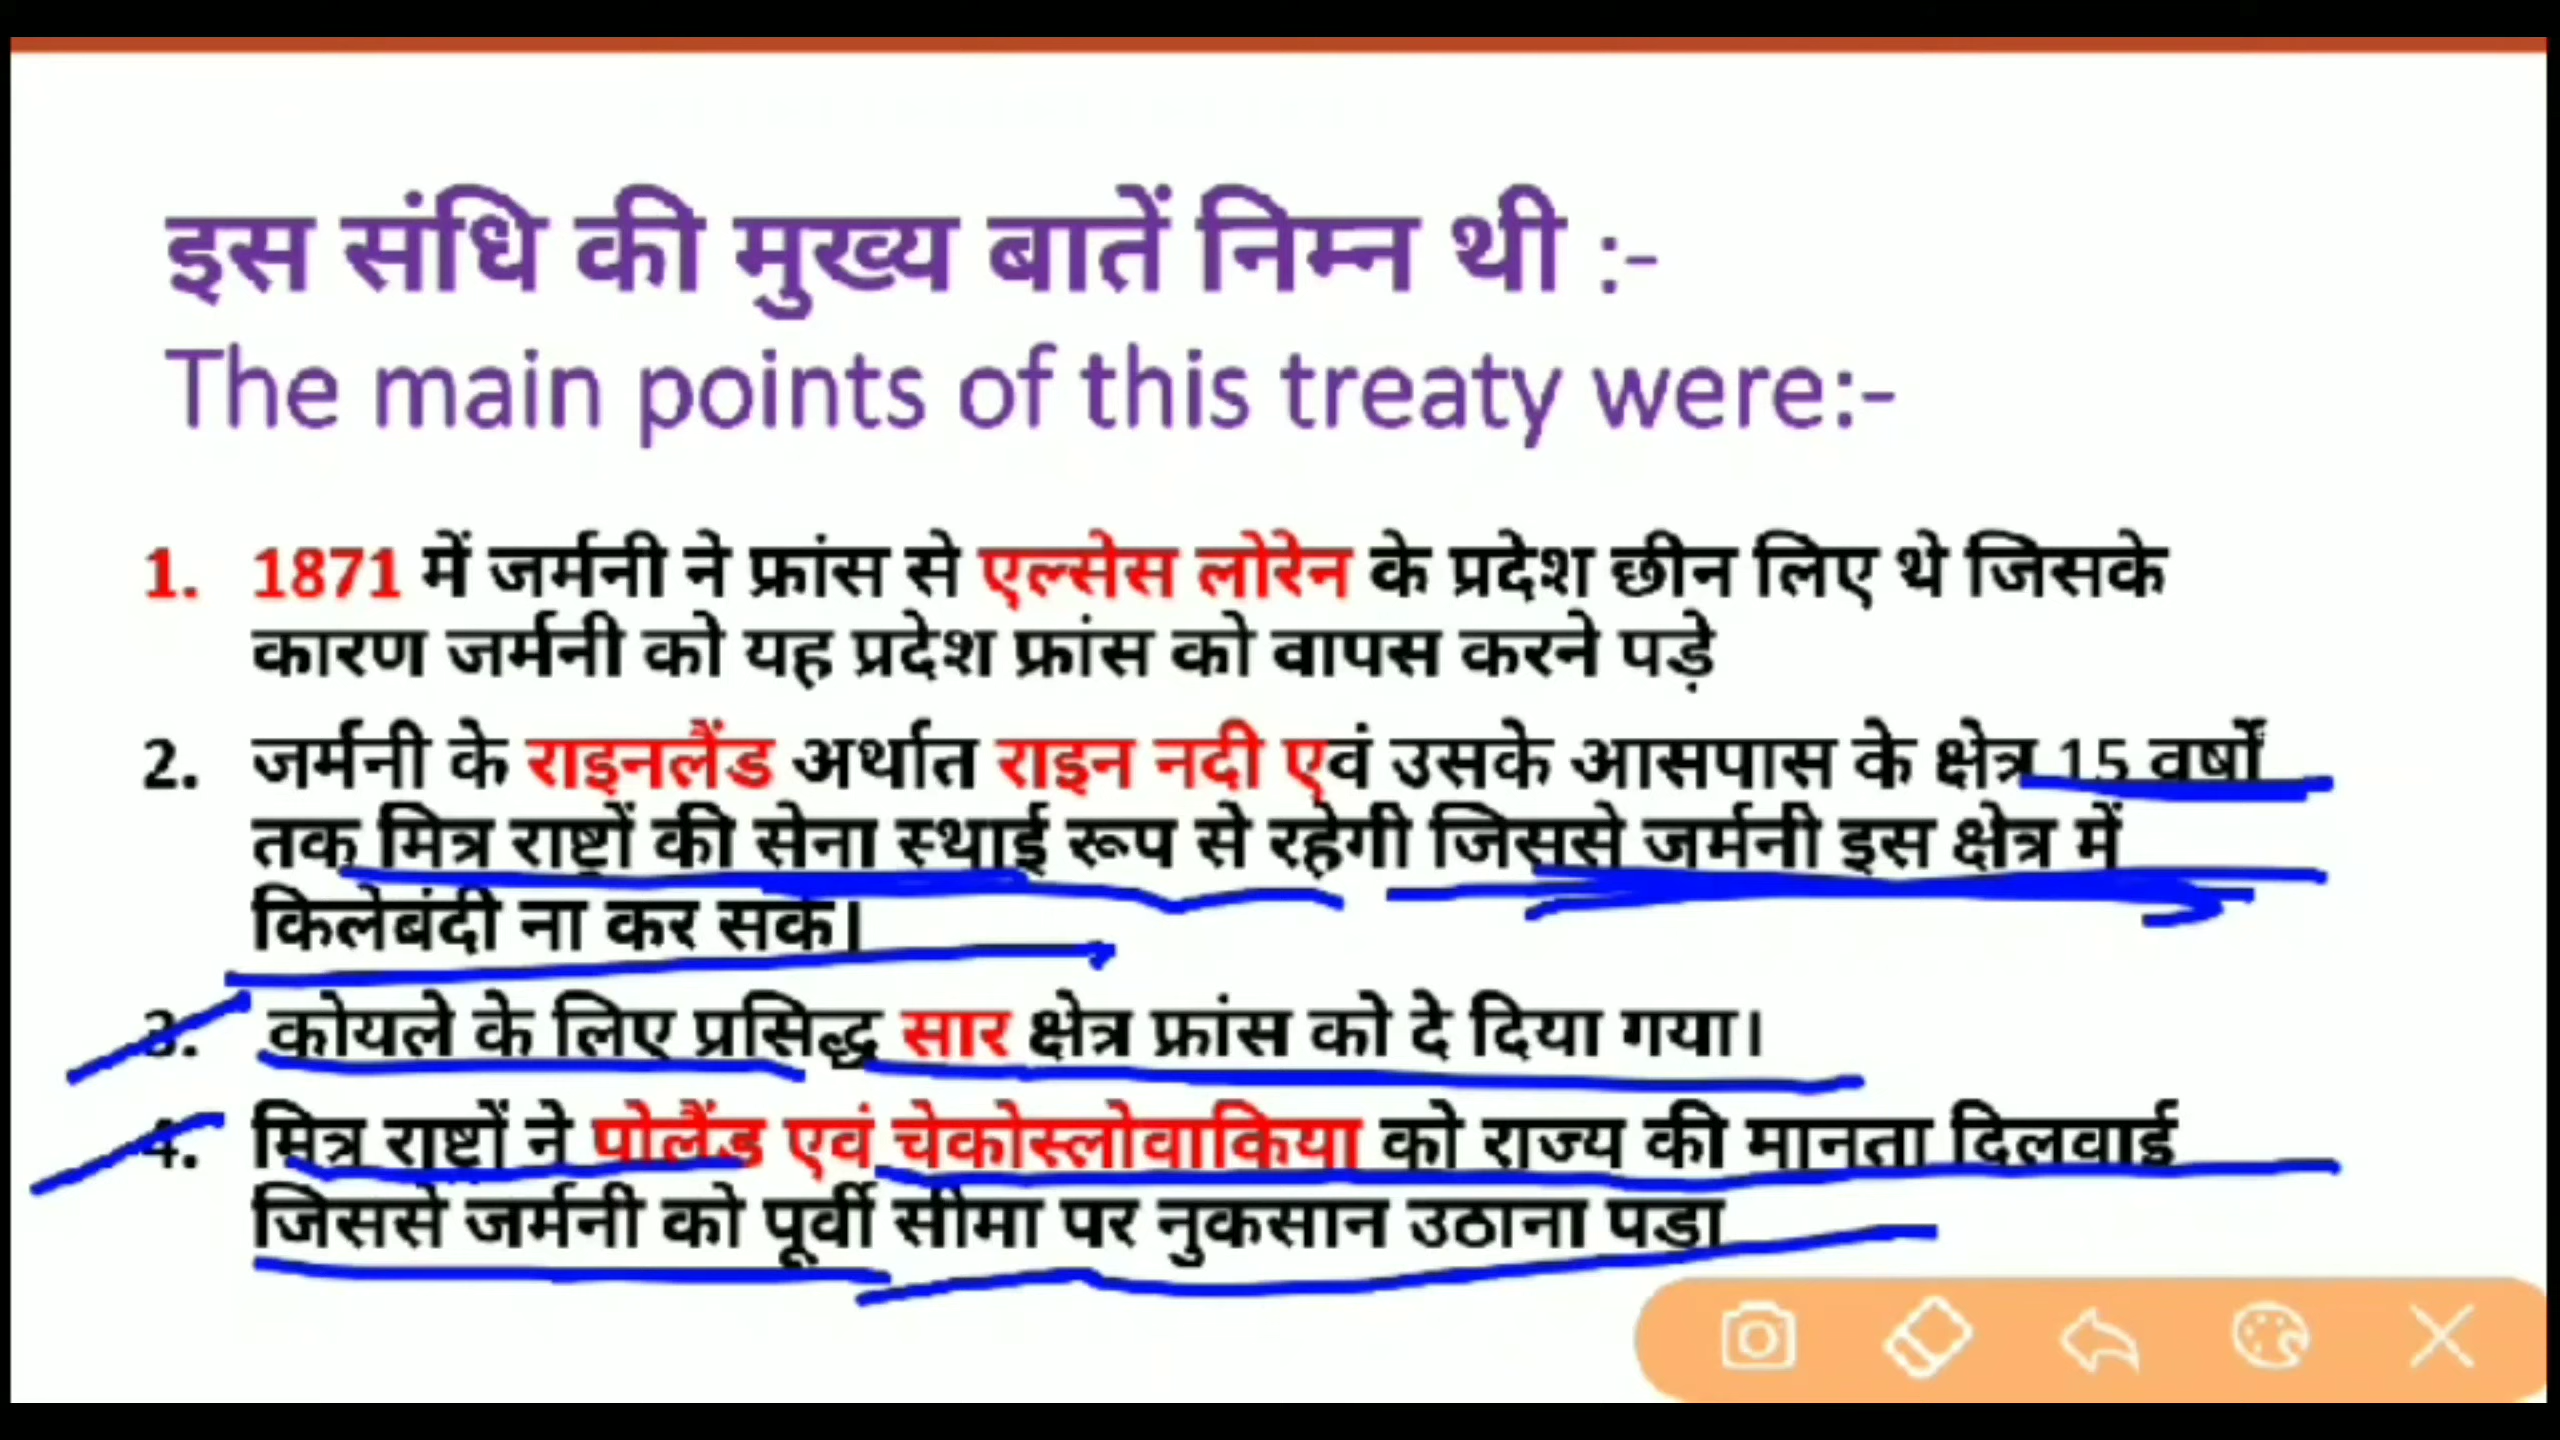 इस संधि की मुख्य बातें निम्न थी :-
The main points of this treaty were:-
1. 1871 में जर्मनी ने फ्रांस से एल्सेस लोरेन के प्रदेश छीन लिए थे जिसके
कारण जर्मनी को यह प्रदेश फ्रांस को वापस करने पड़े
2. जर्मनी के राइनलैंड अर्थात राइन नदी एवं उसके आसपास के क्षेत्र 15 वर्षों
तक मित्र राष्ट्रों की सेना स्थाई रूप से रहेगी जिससे जर्मनी इस क्षेत्र में
किलेबंदी ना कर सके।
3. कोयले के लिए प्रसिद्ध सार क्षेत्र फ्रांस को दे दिया गया।
4. मित्र राष्ट्रों ने पोलैंड एवं चेकोस्लोवाकिया को राज्य की मानता दिलवाई
जिससे जर्मनी को पूर्वी सीमा पर नुकसान उठाना पडा